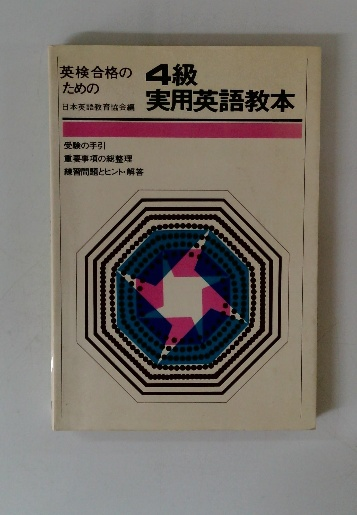 英検合格の
ための
日本英語教育協会編
4級
実用英語教本
受験の手引
重要事項の総整理
練習問題とヒント・解答